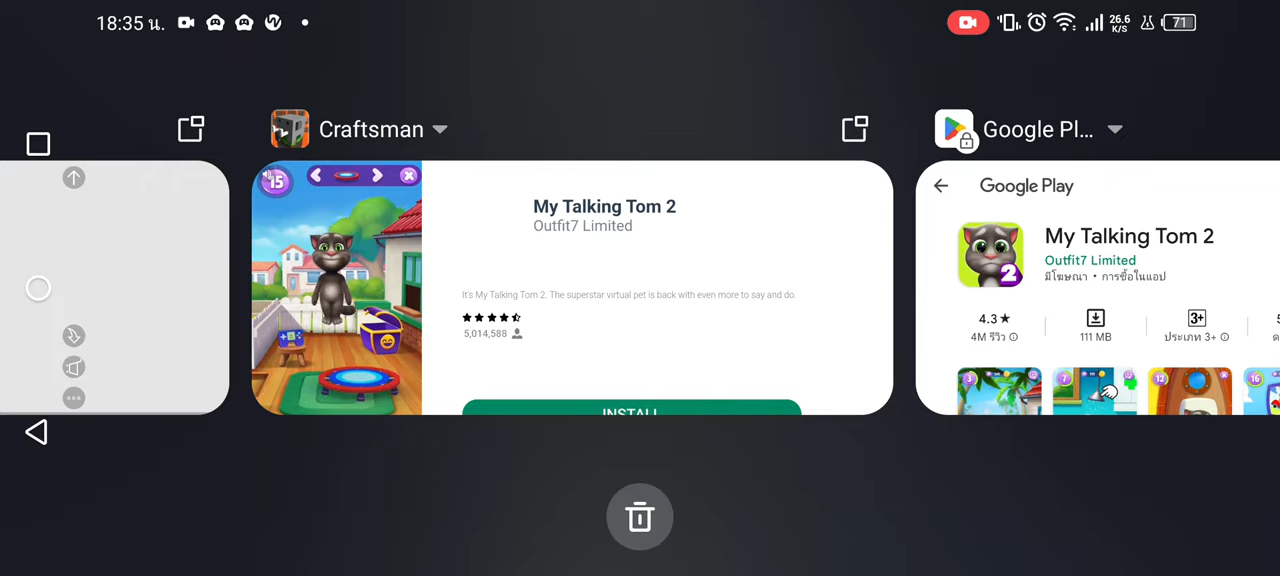 18:35 น.
26.6
K/S
71
Craftsman
Google Pl...
15
My Talking Tom 2
Outfit7 Limited
It's My Talking Tom 2. The superstar virtual pet is back with even more to say and do.
5,014,588
INSTALL
Google Play
My Talking Tom 2
Outfit7 Limited
มีโฆษณา • การซื้อในแอป
2
4.3★
4M รีวิว
111 MB
3+
ประเภท 3+
3
7
12
16